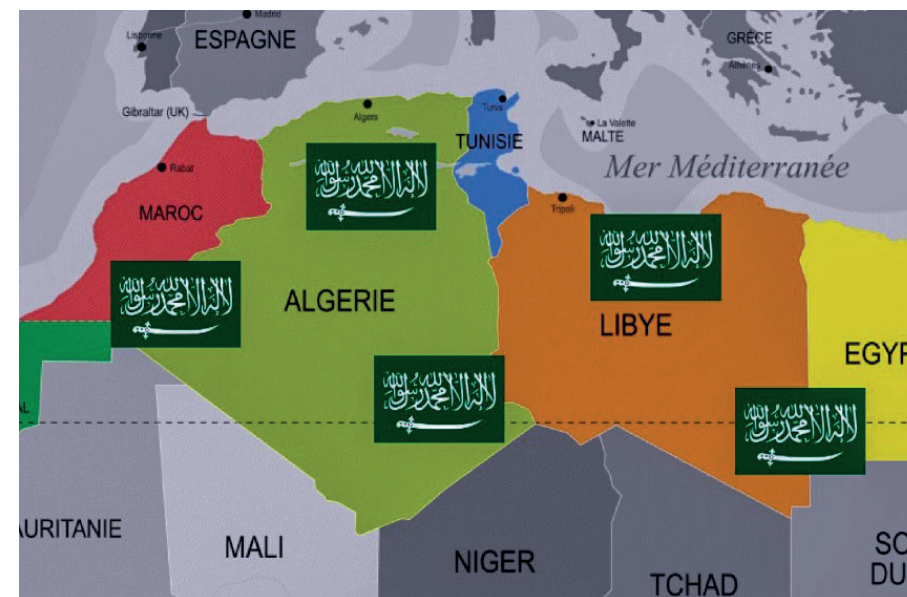 Madrid
Lisbonne
ESPAGNE
GRÈCE
Athènes
Gibraltar (UK)
Alger
Tunis
La Valette
MALTE
TUNISIE
Mer Méditerranée
Rabat
لا إله إلا الله محمد رسول الله
MAROC
Tripoli
لا إله إلا الله محمد رسول الله
لا إله إلا الله محمد رسول الله
ALGERIE
LIBYE
EGYP
لا إله إلا الله محمد رسول الله
لا إله إلا الله محمد رسول الله
AURITANIE
MALI
NIGER
TCHAD
SO
DU